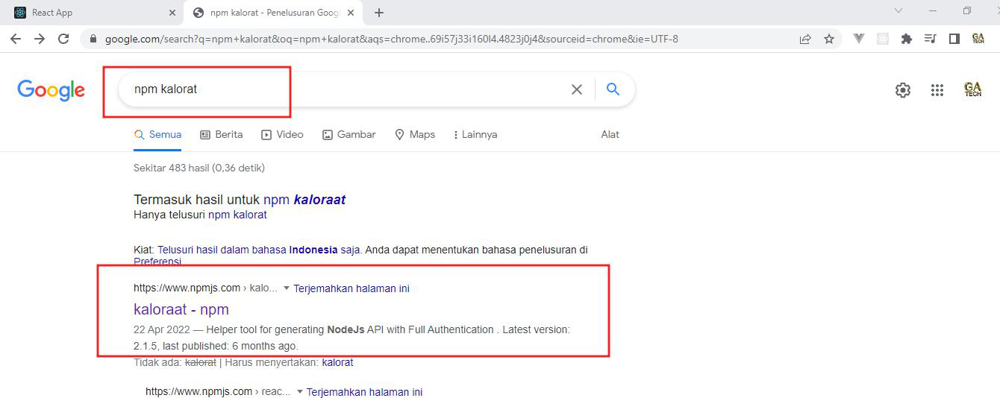 React App
npm kalorat - Penelusuran Goog
google.com/search?q=npm+kalorat&oq=npm+kalorat&aqs=chrome..69i57j33i160l4.4823j0j4&sourceid=chrome&ie=UTF-8
GA TECH
Google
npm kalorat
GA TECH
Semua Berita Video Gambar Maps Lainnya Alat
Sekitar 483 hasil (0,36 detik)
Termasuk hasil untuk npm kaloraat
Hanya telusuri npm kalorat
Kiat: Telusuri hasil dalam bahasa Indonesia saja. Anda dapat menentukan bahasa penelusuran di
Preferensi
https://www.npmjs.com › kalo... Terjemahkan halaman ini
kaloraat - npm
22 Apr 2022 — Helper tool for generating NodeJs API with Full Authentication . Latest version:
2.1.5, last published: 6 months ago.
Tidak ada: kalorat | Harus menyertakan: kalorat
https://www.npmjs.com › reac... Terjemahkan halaman ini